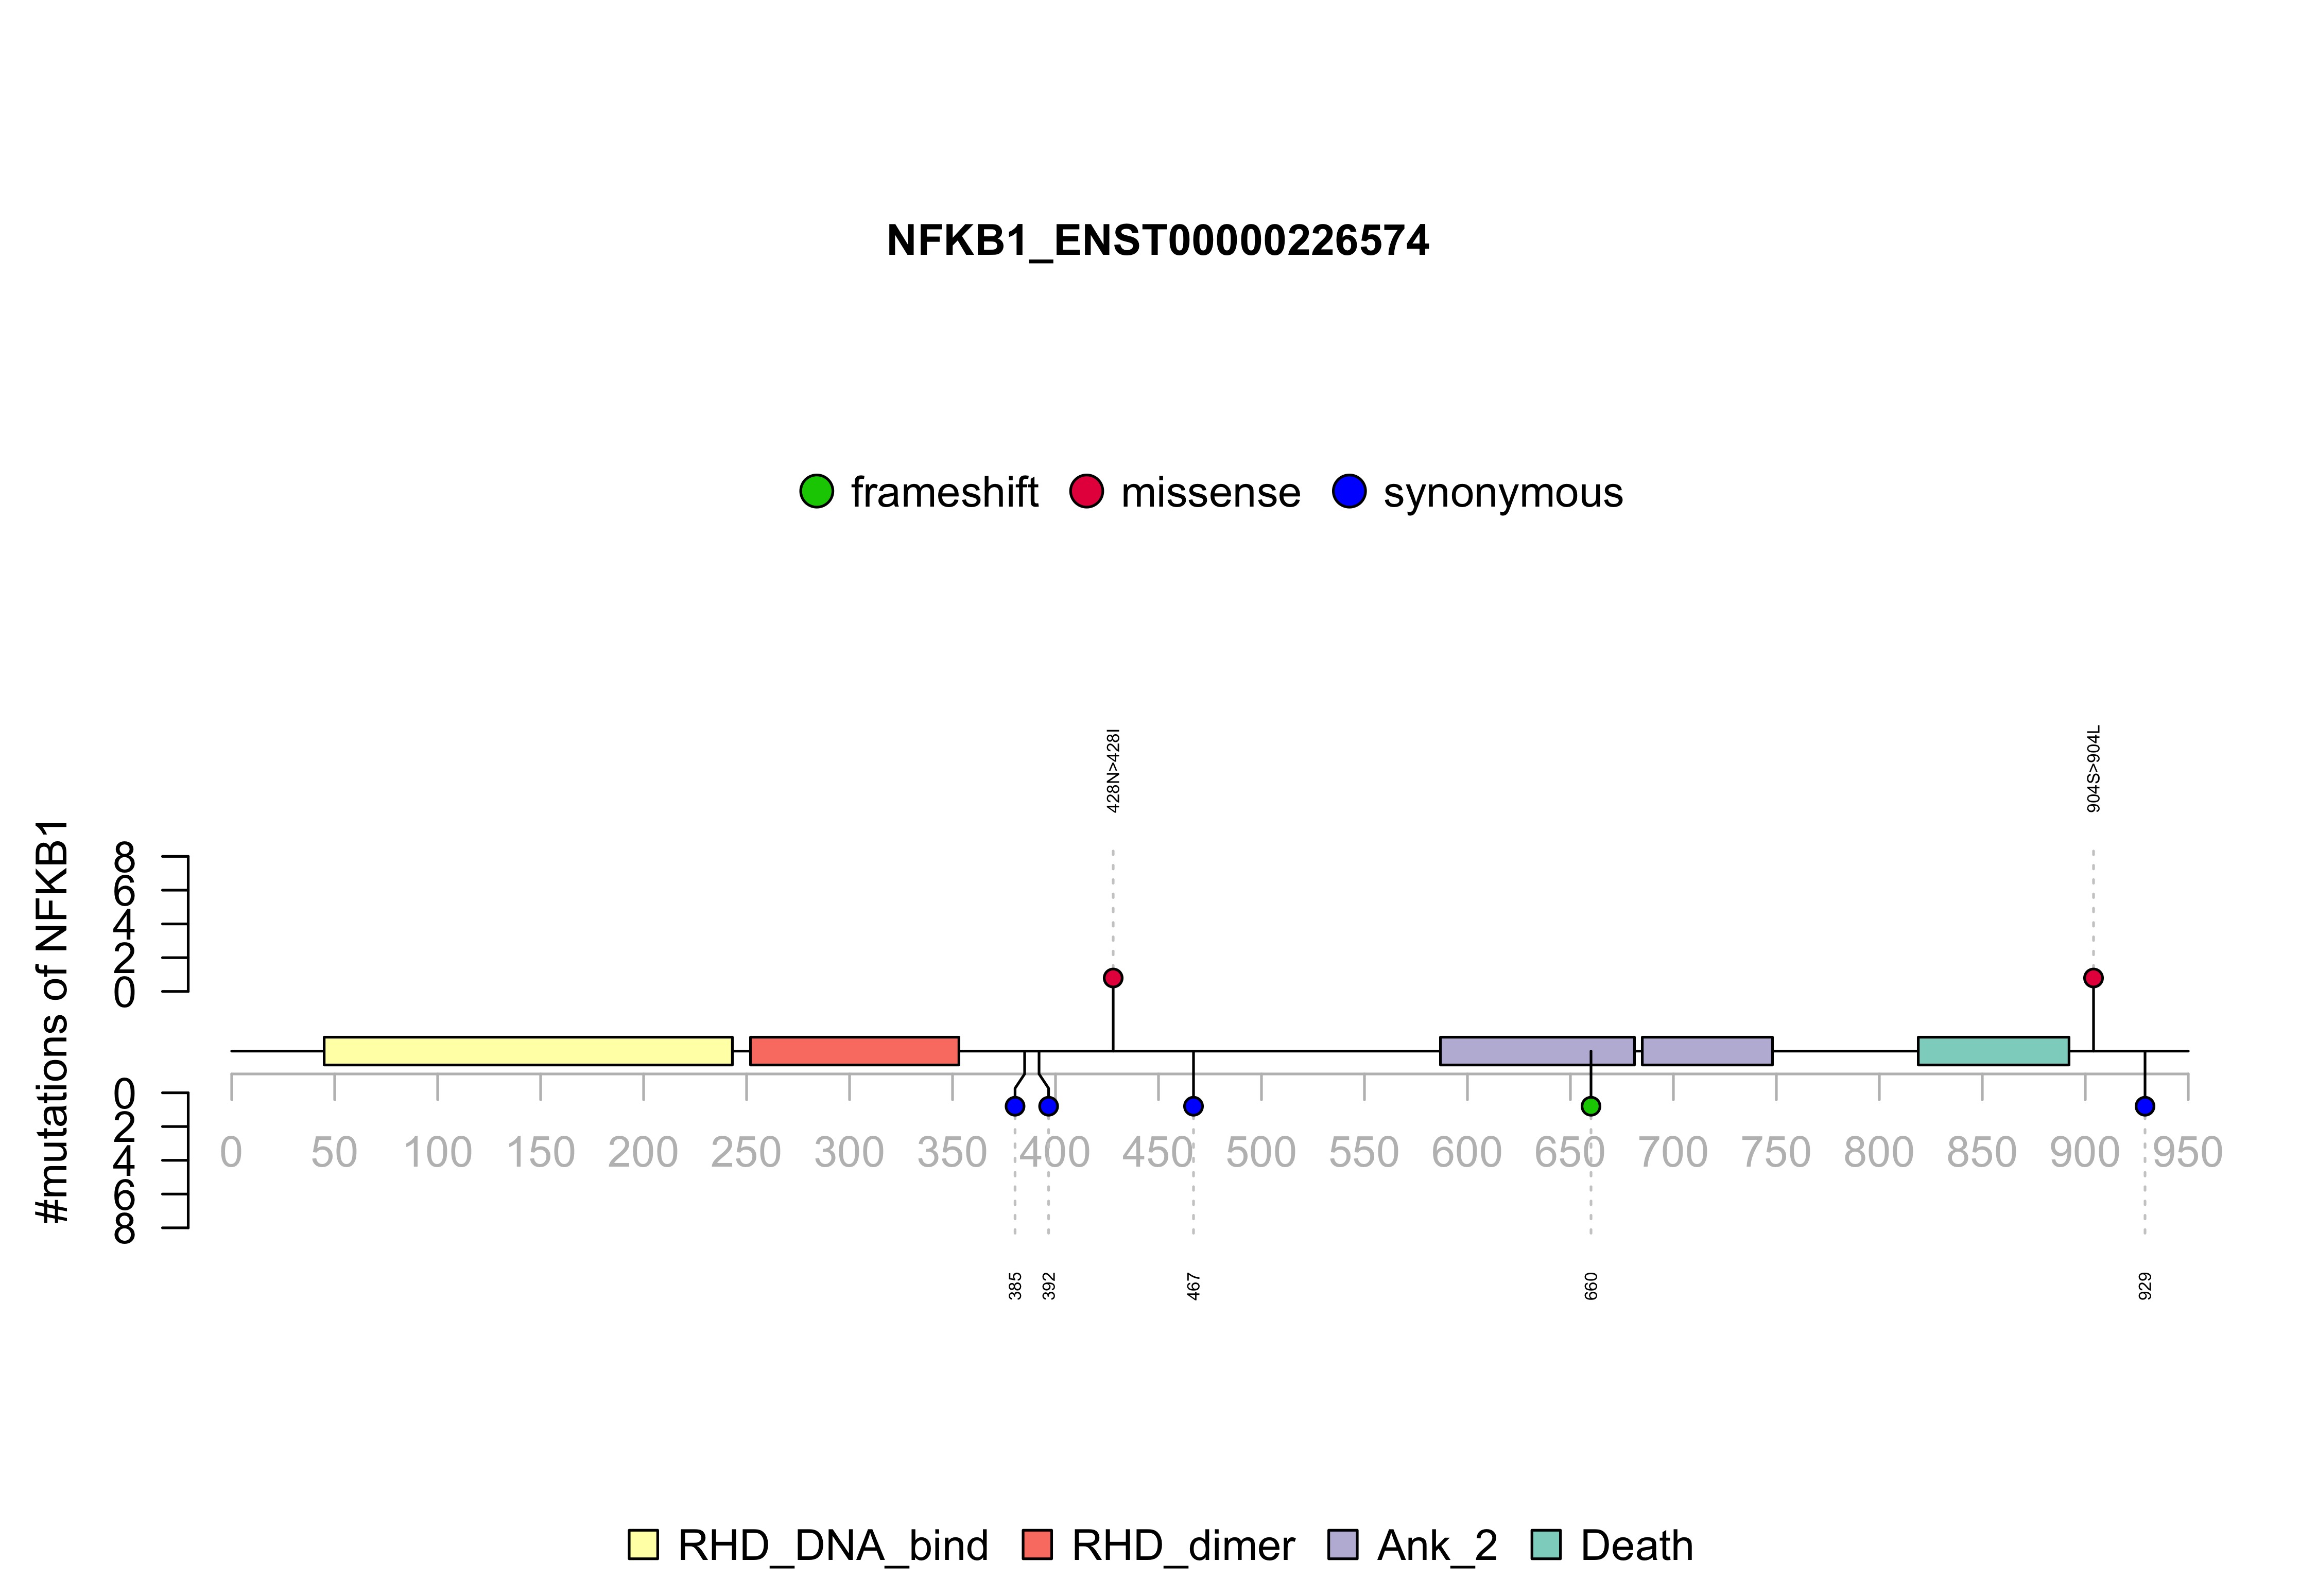 NFKB1_ENST00000226574
frameshift missense synonymous
428N>428I 904S>904L
#mutations of NFKB1
8
6
4
2
0
0
2
4
6
8
0 50 100 150 200 250 300 350 400 450 500 550 600 650 700 750 800 850 900 950
385 392 467 660 929
RHD_DNA_bind RHD_dimer Ank_2 Death